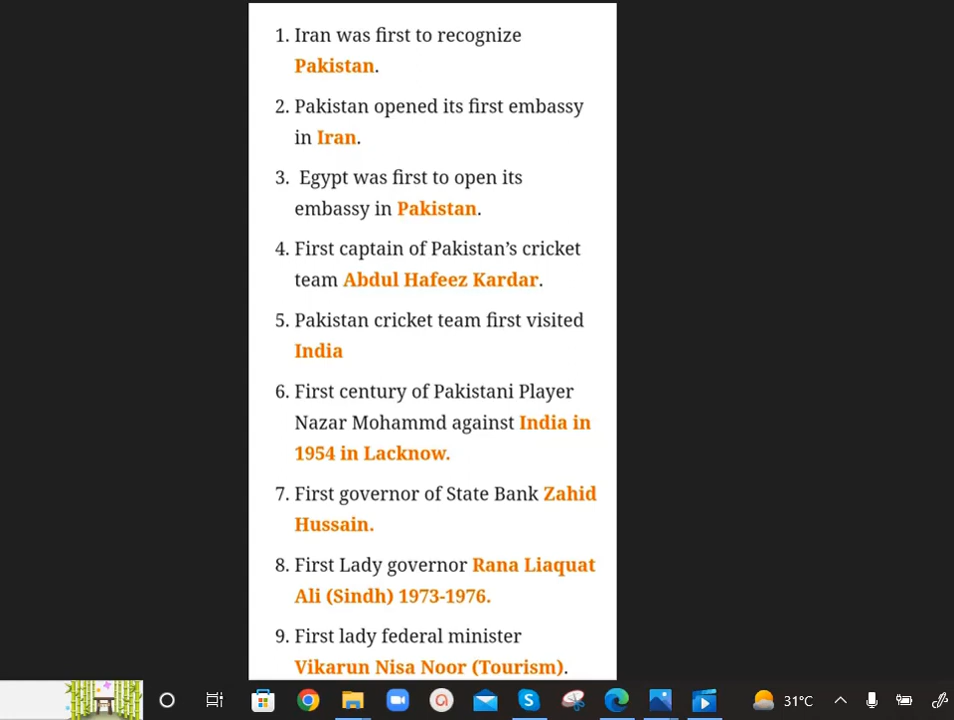 1. Iran was first to recognize
Pakistan.
2. Pakistan opened its first embassy
in Iran.
3. Egypt was first to open its
embassy in Pakistan.
4. First captain of Pakistan’s cricket
team Abdul Hafeez Kardar.
5. Pakistan cricket team first visited
India
6. First century of Pakistani Player
Nazar Mohammd against India in
1954 in Lacknow.
7. First governor of State Bank Zahid
Hussain.
8. First Lady governor Rana Liaquat
Ali (Sindh) 1973-1976.
9. First lady federal minister
Vikarun Nisa Noor (Tourism).
31°C